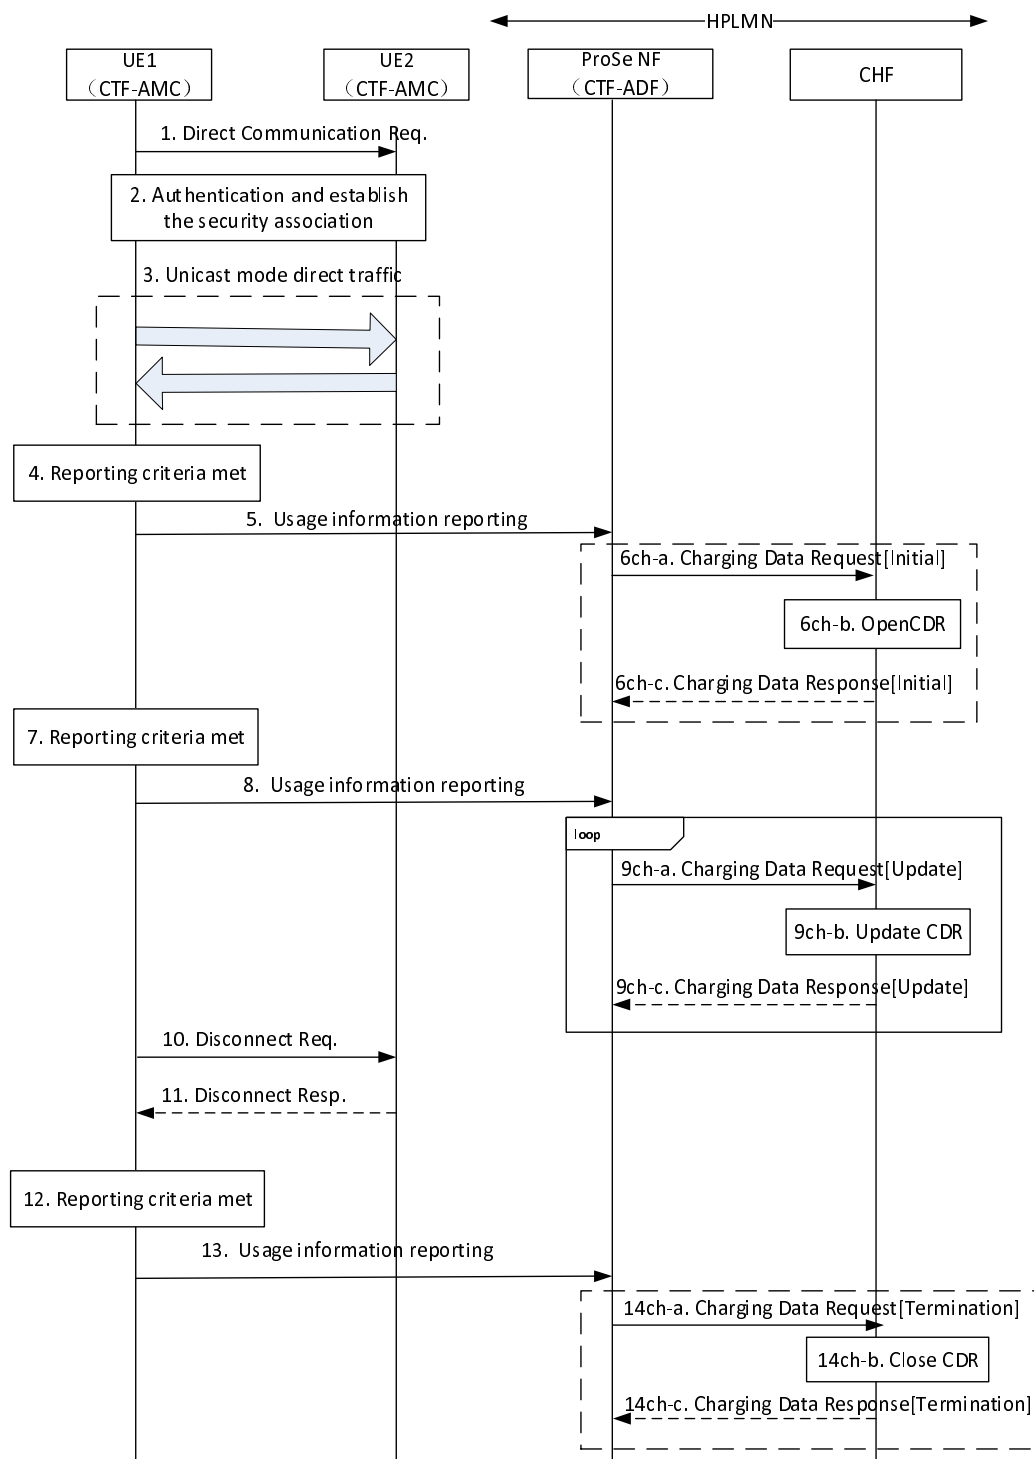 HPLMN
UE1
（CTF-AMC）
UE2
（CTF-AMC）
ProSe NF
（CTF-ADF）
CHF
1. Direct Communication Req.
2. Authentication and establish
the security association
3. Unicast mode direct traffic
4. Reporting criteria met
5. Usage information reporting
6ch-a. Charging Data Request[Initial]
6ch-b. OpenCDR
6ch-c. Charging Data Response[Initial]
7. Reporting criteria met
8. Usage information reporting
loop
9ch-a. Charging Data Request[Update]
9ch-b. Update CDR
9ch-c. Charging Data Response[Update]
10. Disconnect Req.
11. Disconnect Resp.
12. Reporting criteria met
13. Usage information reporting
14ch-a. Charging Data Request[Termination]
14ch-b. Close CDR
14ch-c. Charging Data Response[Termination]